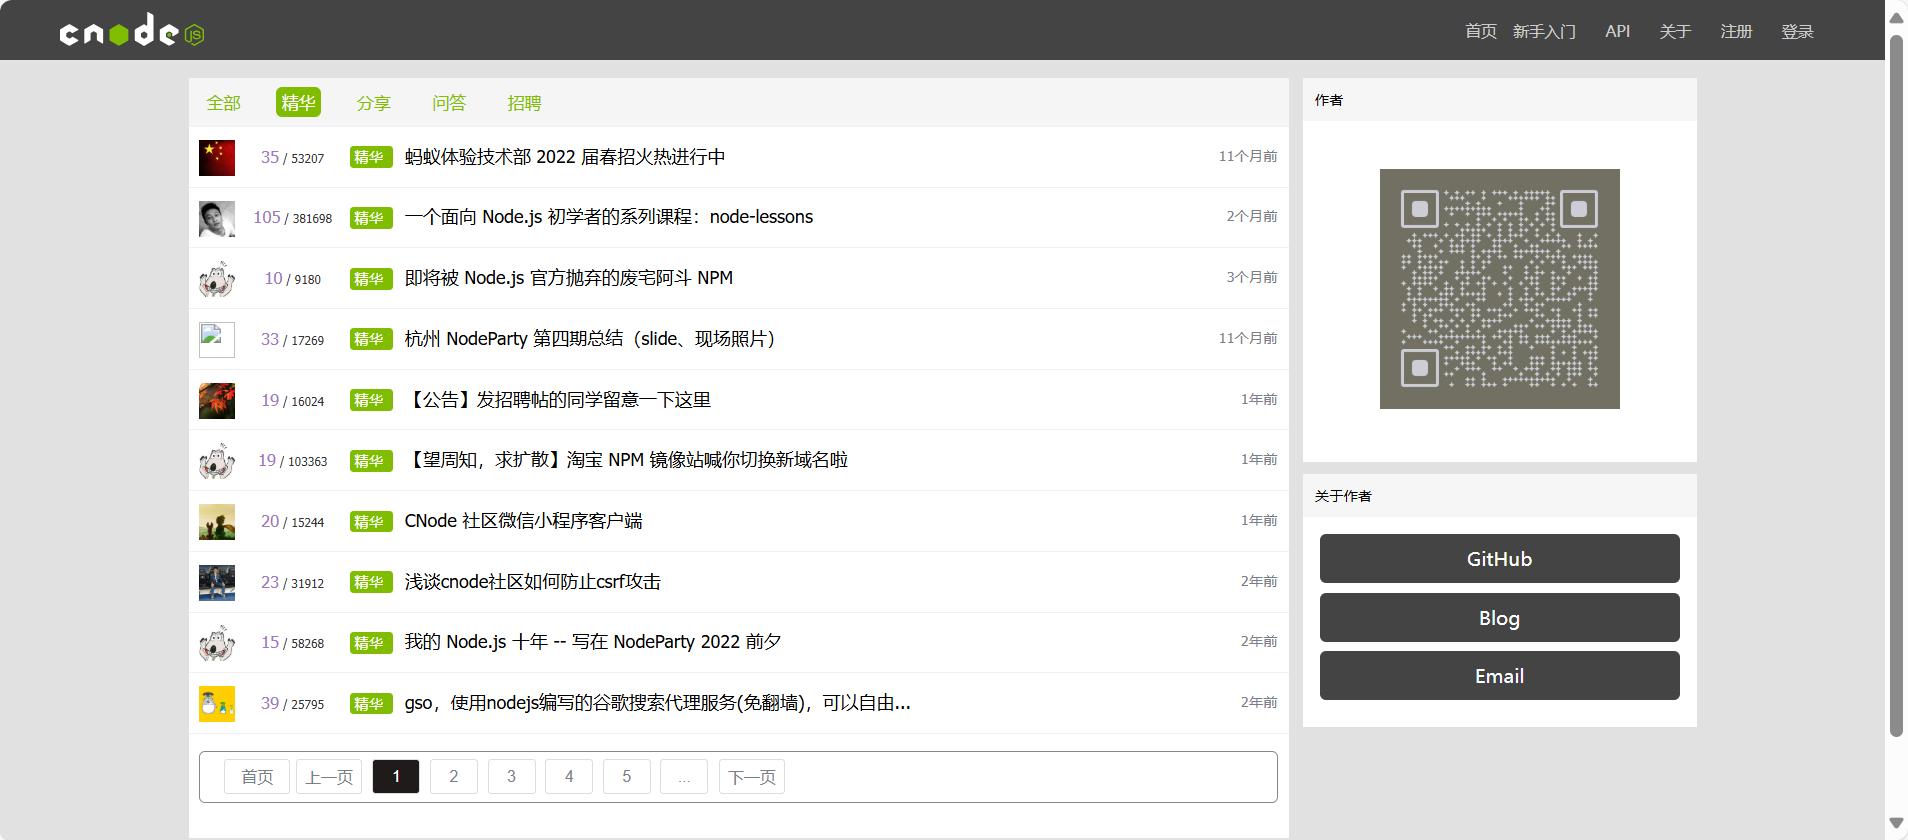 cnode js
首页 新手入门 API 关于 注册 登录
全部 精华 分享 问答 招聘
35 / 53207 精华 蚂蚁体验技术部 2022 届春招火热进行中 11个月前
105 / 381698 精华 一个面向 Node.js 初学者的系列课程：node-lessons 2个月前
10 / 9180 精华 即将被 Node.js 官方抛弃的废宅阿斗 NPM 3个月前
33 / 17269 精华 杭州 NodeParty 第四期总结（slide、现场照片） 11个月前
19 / 16024 精华 【公告】发招聘帖的同学留意一下这里 1年前
19 / 103363 精华 【望周知，求扩散】淘宝 NPM 镜像站喊你切换新域名啦 1年前
20 / 15244 精华 CNode 社区微信小程序客户端 1年前
23 / 31912 精华 浅谈cnode社区如何防止csrf攻击 2年前
15 / 58268 精华 我的 Node.js 十年 -- 写在 NodeParty 2022 前夕 2年前
39 / 25795 精华 gso，使用nodejs编写的谷歌搜索代理服务(免翻墙)，可以自由... 2年前
首页 上一页 1 2 3 4 5 ... 下一页
作者
关于作者
GitHub
Blog
Email